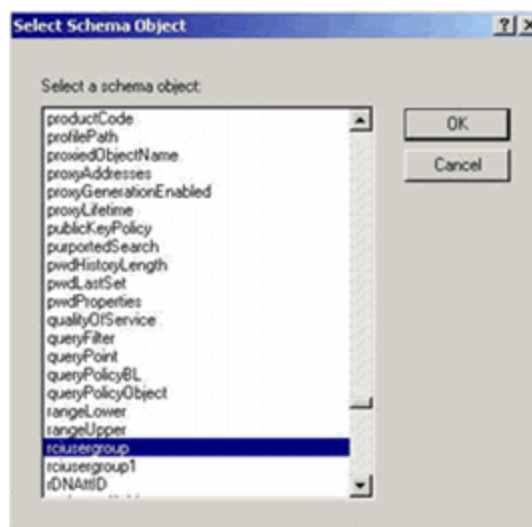 Select Schema Object
Select a schema object:
productCode
profilePath
proxiedObjectName
proxyAddresses
proxyGenerationEnabled
proxyLifetime
publicKeyPolicy
purportedSearch
pwdHistoryLength
pwdLastSet
pwdProperties
qualityOfService
queryFilter
queryPoint
queryPolicyBL
queryPolicyObject
rangeLower
rangeUpper
rciusergroup
rciusergroup1
rDNAttID
OK
Cancel